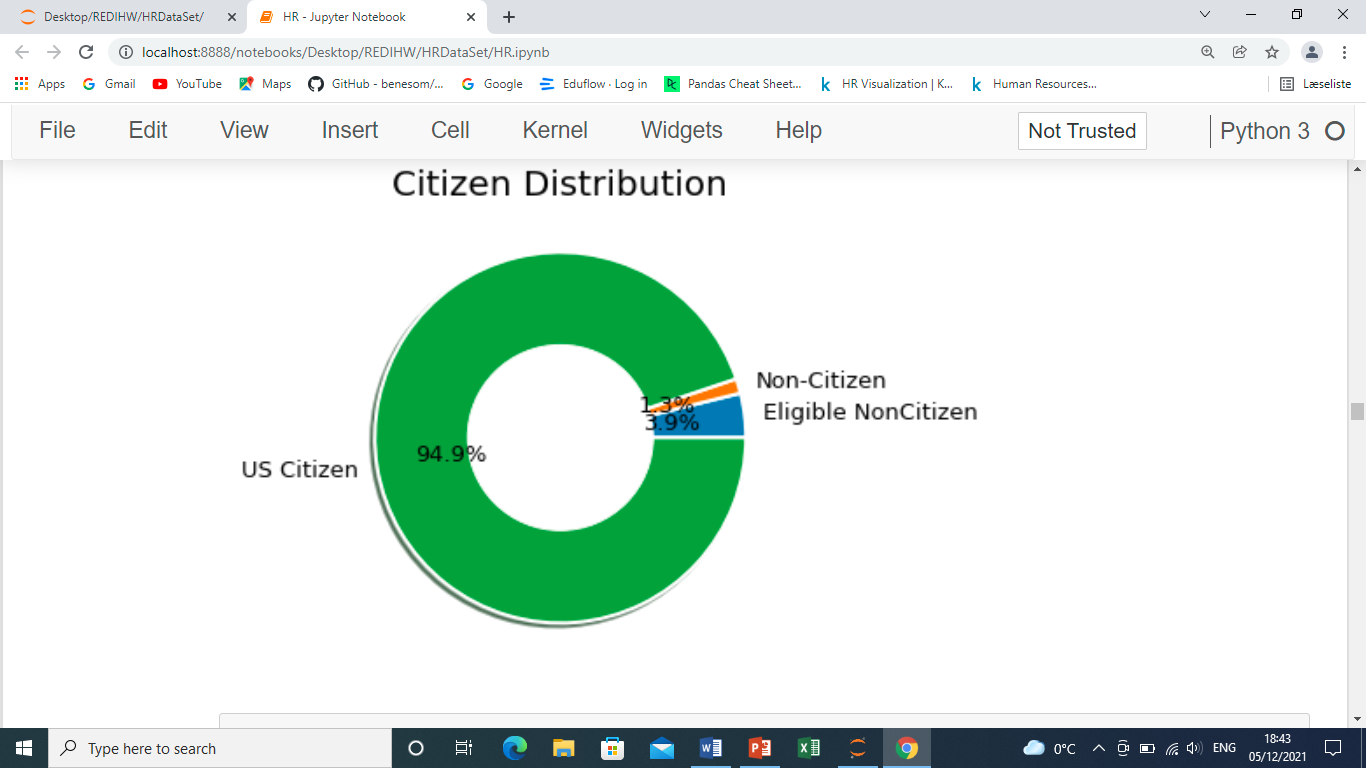 Desktop/REDIHW/HRDataSet/
HR - Jupyter Notebook
localhost:8888/notebooks/Desktop/REDIHW/HRDataSet/HR.ipynb
Apps Gmail YouTube Maps GitHub - benesom/... Google Eduflow · Log in DC Pandas Cheat Sheet... k HR Visualization | K... k Human Resources... Læseliste
File Edit View Insert Cell Kernel Widgets Help Not Trusted Python 3
Citizen Distribution
Non-Citizen
1.3%
Eligible NonCitizen
3.9%
94.9%
US Citizen
Type here to search
0°C ENG 18:43
05/12/2021